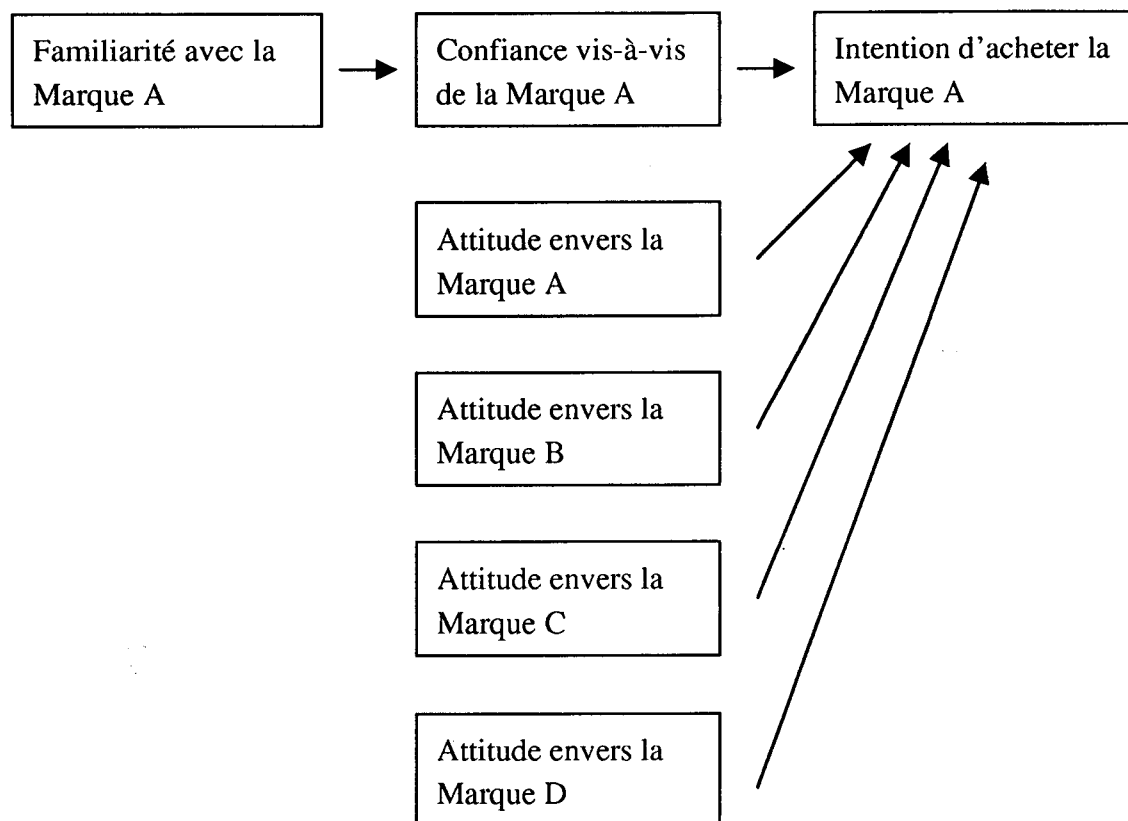 Familiarité avec la
Marque A
Confiance vis-à-vis
de la Marque A
Intention d'acheter la
Marque A
Attitude envers la
Marque A
Attitude envers la
Marque B
Attitude envers la
Marque C
Attitude envers la
Marque D